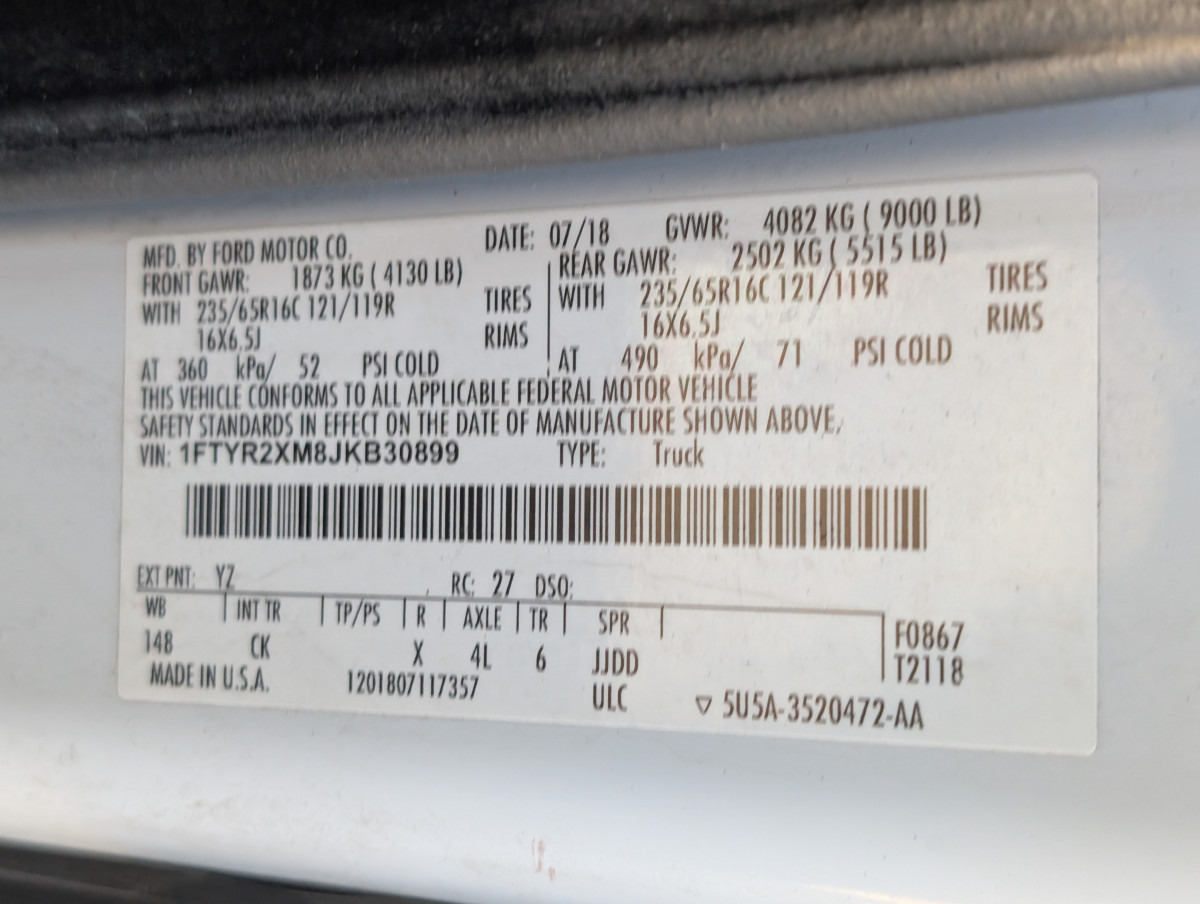 MFD. BY FORD MOTOR CO. DATE: 07/18 GVWR: 4082 KG ( 9000 LB)
FRONT GAWR: 1873 KG ( 4130 LB) REAR GAWR: 2502 KG ( 5515 LB)
WITH 235/65R16C 121/119R TIRES WITH 235/65R16C 121/119R TIRES
16X6.5J RIMS 16X6.5J RIMS
AT 360 kPa/ 52 PSI COLD AT 490 kPa/ 71 PSI COLD
THIS VEHICLE CONFORMS TO ALL APPLICABLE FEDERAL MOTOR VEHICLE
SAFETY STANDARDS IN EFFECT ON THE DATE OF MANUFACTURE SHOWN ABOVE.
VIN: 1FTYR2XM8JKB30899 TYPE: Truck
EXT PNT: YZ RC: 27 DSO:
WB INT TR TP/PS R AXLE TR SPR F0867
148 CK X 4L 6 JJDD T2118
MADE IN U.S.A. 1201807117357 ULC ▽ 5U5A-3520472-AA